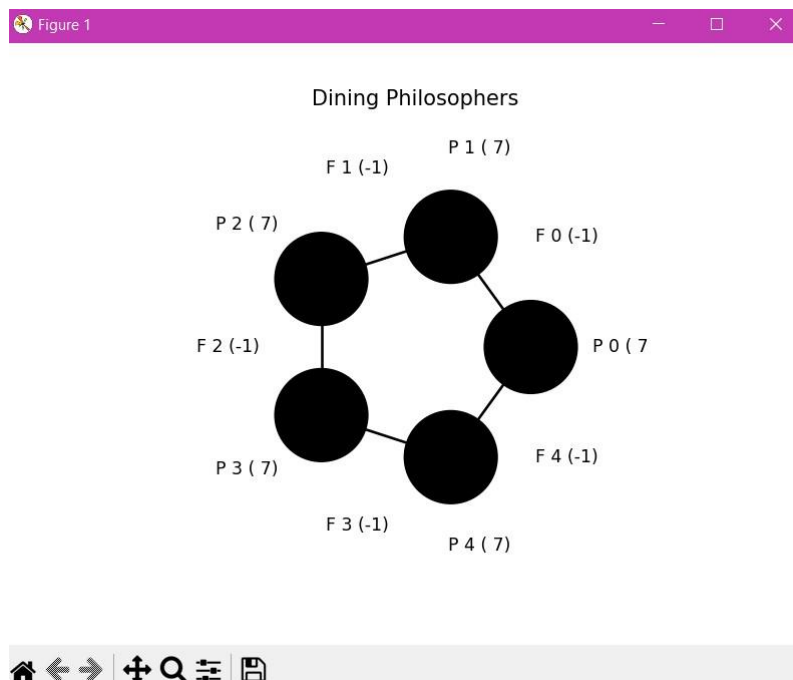 Figure 1
Dining Philosophers
P 1 ( 7)
F 1 (-1)
P 2 ( 7)
F 0 (-1)
F 2 (-1)
P 0 ( 7
P 3 ( 7)
F 4 (-1)
F 3 (-1)
P 4 ( 7)